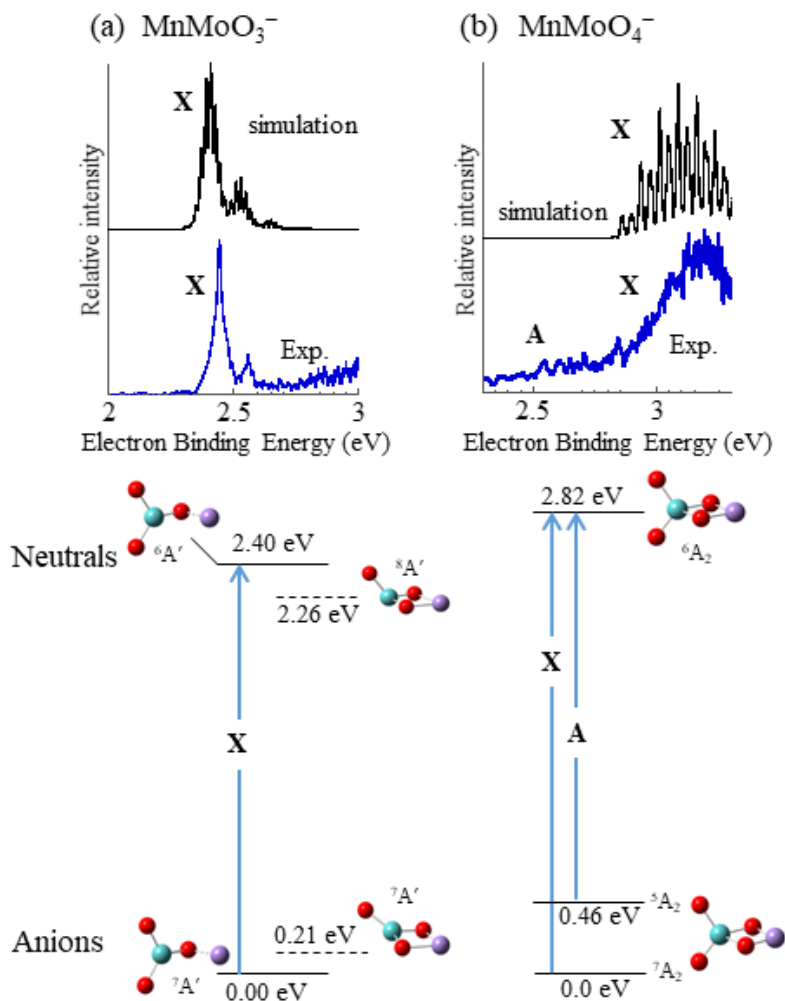 (a) MnMoO₃⁻
(b) MnMoO₄⁻
Relative intensity
X
simulation
X
Exp.
2
2.5
3
Electron Binding Energy (eV)
Relative intensity
X
simulation
X
A
Exp.
2.5
3
Electron Binding Energy (eV)
Neutrals
⁶A′
2.40 eV
⁸A′
2.26 eV
2.82 eV
⁶A₂
X
X
A
Anions
⁷A′
0.00 eV
⁷A′
0.21 eV
⁵A₂
0.46 eV
⁷A₂
0.0 eV